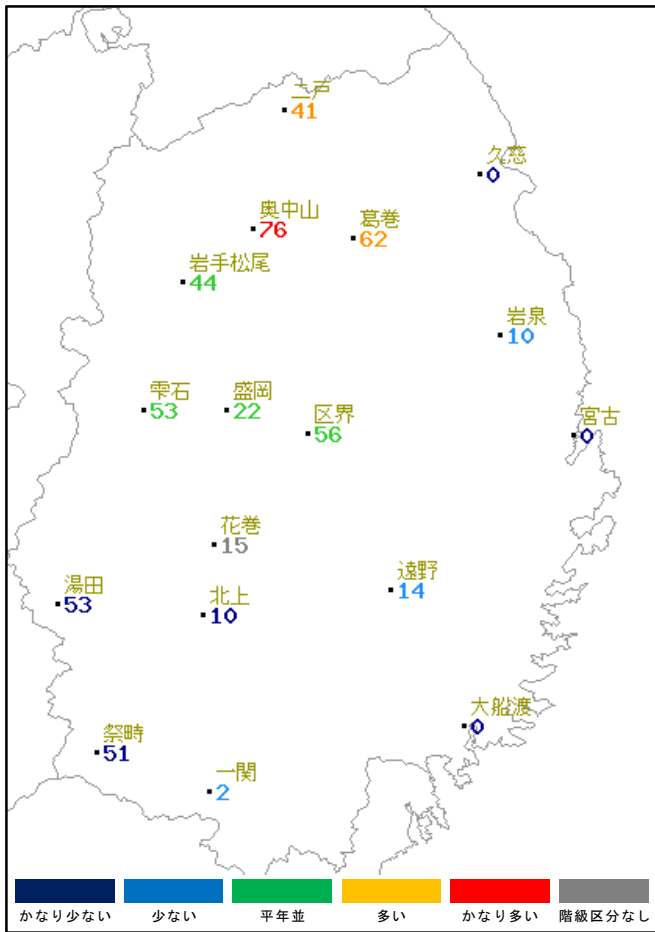 二戸
41
久慈
0
奥中山
76
葛巻
62
岩手松尾
44
岩泉
10
雫石
53
盛岡
22
区界
56
宮古
0
花巻
15
湯田
53
北上
10
遠野
14
大船渡
0
祭畤
51
一関
2
かなり少ない
少ない
平年並
多い
かなり多い
階級区分なし